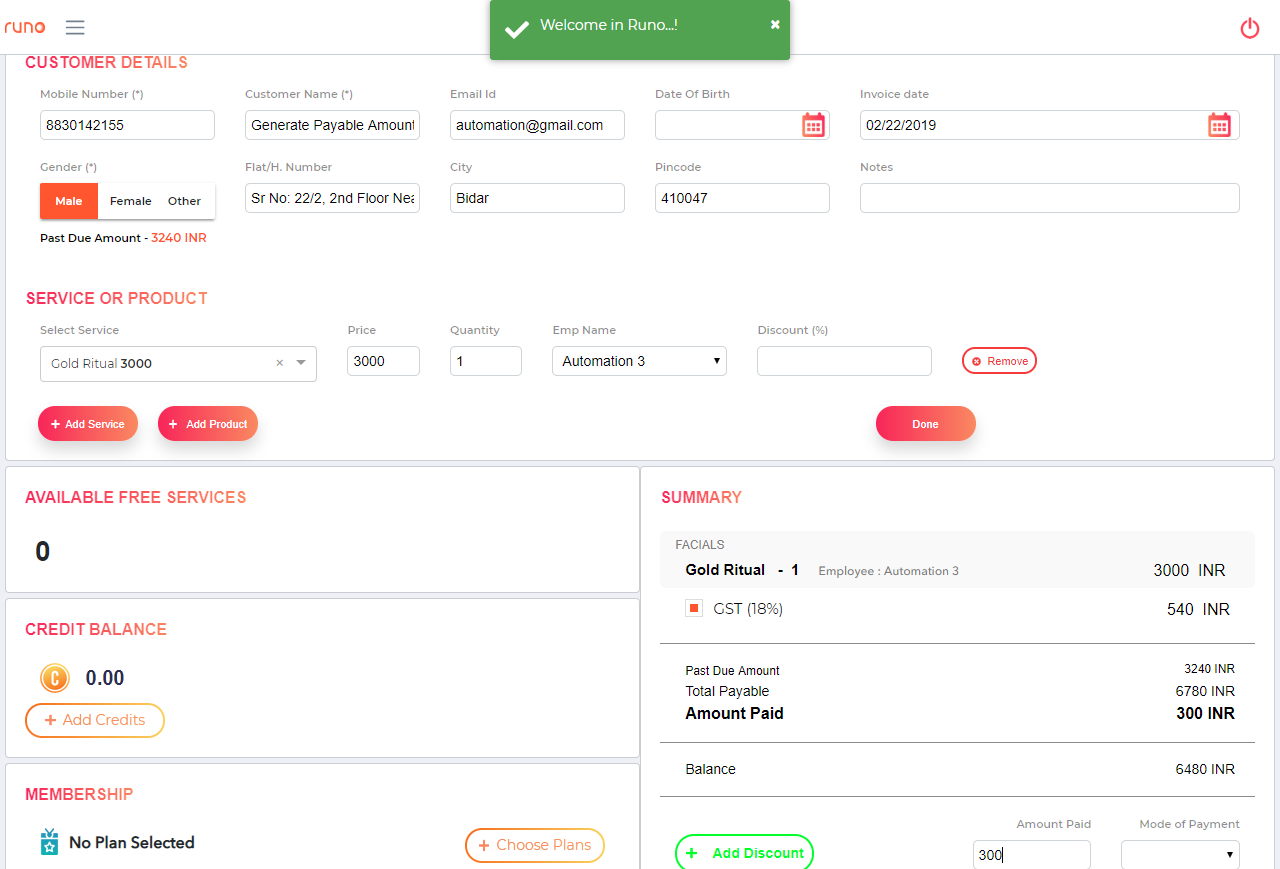 runo
Welcome in Runo...! ×
CUSTOMER DETAILS
Mobile Number (*) Customer Name (*) Email Id Date Of Birth Invoice date
8830142155 Generate Payable Amount automation@gmail.com 02/22/2019
Gender (*) Flat/H. Number City Pincode Notes
Male Female Other Sr No: 22/2, 2nd Floor Nea Bidar 410047
Past Due Amount - 3240 INR
SERVICE OR PRODUCT
Select Service Price Quantity Emp Name Discount (%)
Gold Ritual 3000 × 3000 1 Automation 3 Remove
+ Add Service + Add Product Done
AVAILABLE FREE SERVICES
0
CREDIT BALANCE
C 0.00
+ Add Credits
MEMBERSHIP
No Plan Selected + Choose Plans
SUMMARY
FACIALS
Gold Ritual - 1 Employee : Automation 3 3000 INR
GST (18%) 540 INR
Past Due Amount 3240 INR
Total Payable 6780 INR
Amount Paid 300 INR
Balance 6480 INR
Amount Paid Mode of Payment
+ Add Discount 300